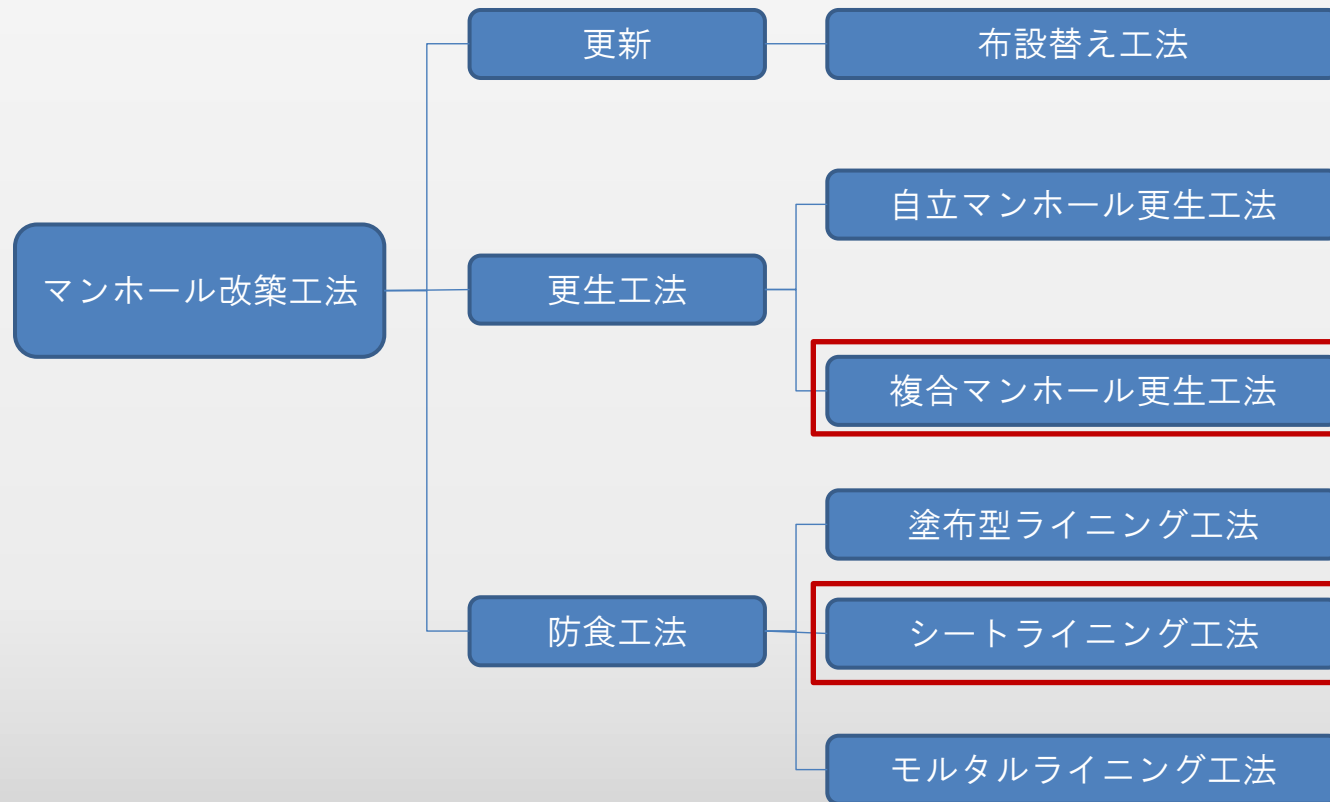 マンホール改築工法
更新
布設替え工法
更生工法
自立マンホール更生工法
複合マンホール更生工法
防食工法
塗布型ライニング工法
シートライニング工法
モルタルライニング工法